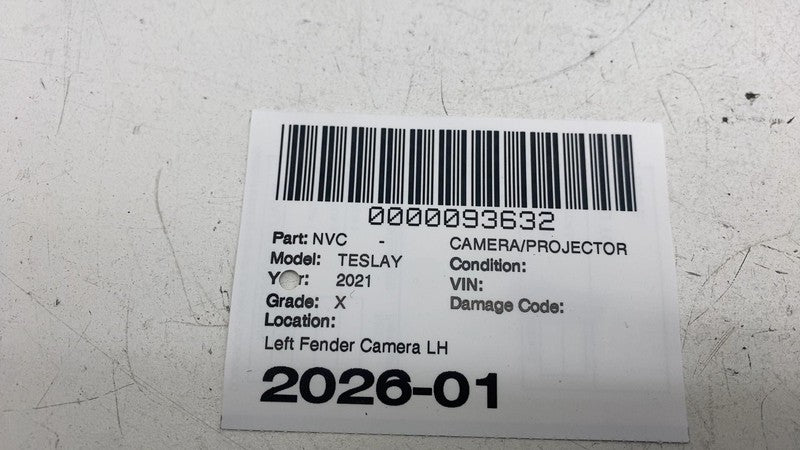 0000093632
Part: NVC - CAMERA/PROJECTOR
Model: TESLAY Condition:
Y r: 2021 VIN:
Grade: X Damage Code:
Location:
Left Fender Camera LH
2026-01